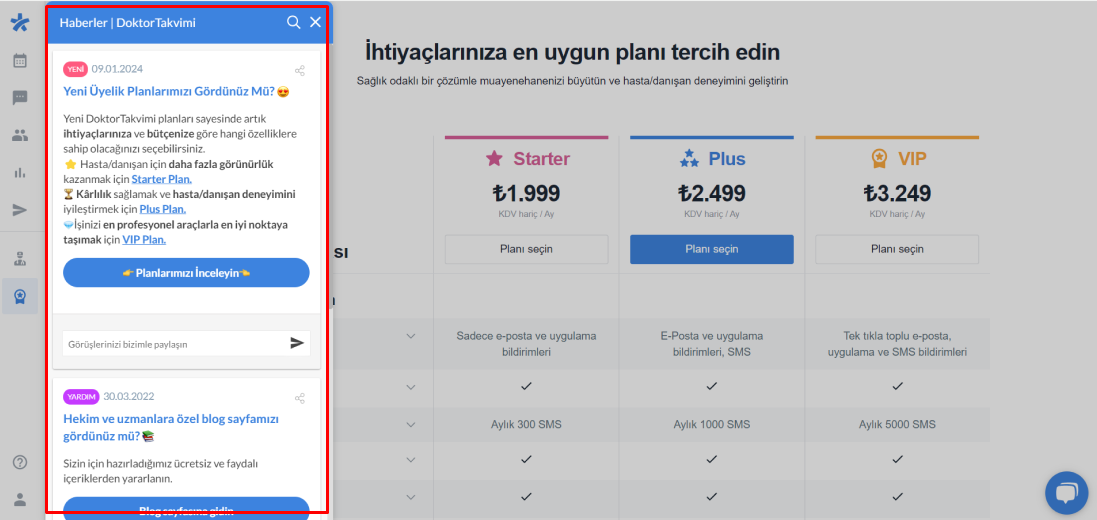 Haberler | DoktorTakvimi
YENİ 09.01.2024
Yeni Üyelik Planlarımızı Gördünüz Mü? 😍
Yeni DoktorTakvimi planları sayesinde artık
ihtiyaçlarınıza ve bütçenize göre hangi özelliklere
sahip olacağınızı seçebilirsiniz.
⭐ Hasta/danışan için daha fazla görünürlük
kazanmak için Starter Plan.
⏳ Kârlılık sağlamak ve hasta/danışan deneyimini
iyileştirmek için Plus Plan.
İşinizi en profesyonel araçlarla en iyi noktaya
taşımak için VIP Plan.
👉 Planlarımızı İnceleyin👈
Görüşlerinizi bizimle paylaşın
YARDIM 30.03.2022
Hekim ve uzmanlara özel blog sayfamızı
gördünüz mü?📚
Sizin için hazırladığımız ücretsiz ve faydalı
içeriklerden yararlanın.
Blog sayfasına gidin
İhtiyaçlarınıza en uygun planı tercih edin
Sağlık odaklı bir çözümle muayenehanenizi büyütün ve hasta/danışan deneyimini geliştirin
Starter
₺1.999
KDV hariç / Ay
Planı seçin
Plus
₺2.499
KDV hariç / Ay
Planı seçin
VIP
₺3.249
KDV hariç / Ay
Planı seçin
sı
Sadece e-posta ve uygulama
bildirimleri
E-Posta ve uygulama
bildirimleri, SMS
Tek tıkla toplu e-posta,
uygulama ve SMS bildirimleri
Aylık 300 SMS
Aylık 1000 SMS
Aylık 5000 SMS